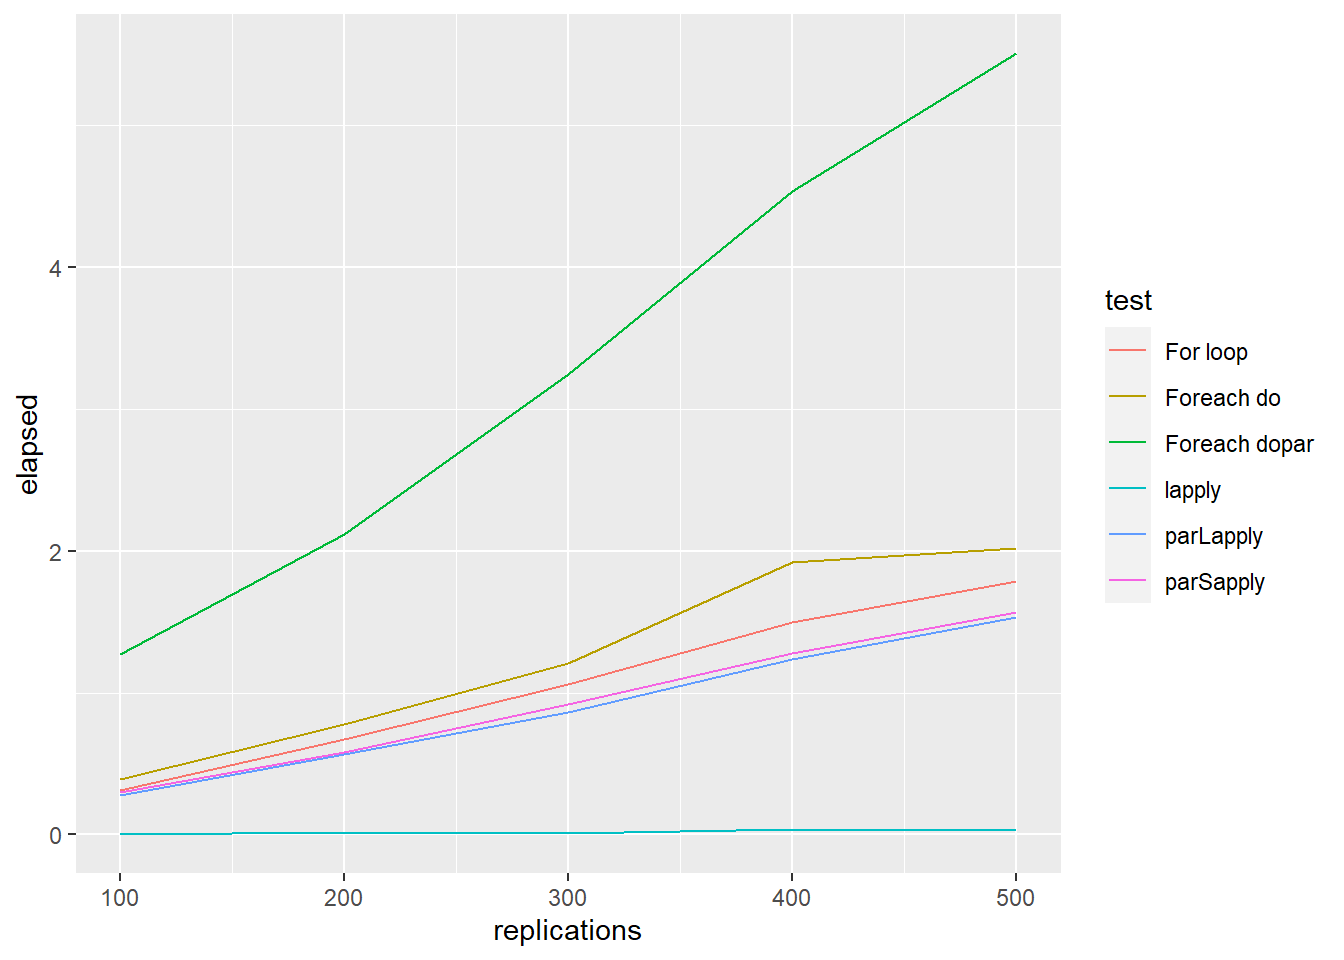 elapsed
4
2
0
100 200 300 400 500
replications
test
For loop
Foreach do
Foreach dopar
lapply
parLapply
parSapply